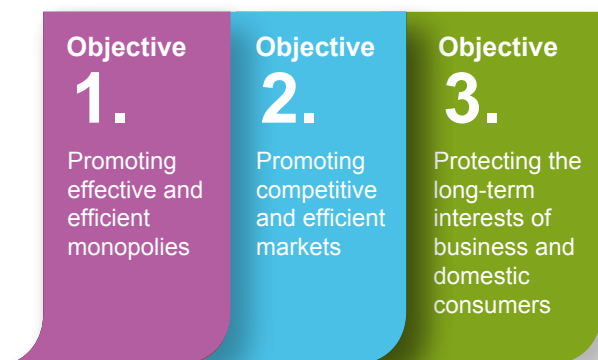 Objective
1.
Promoting
effective and
efficient
monopolies
Objective
2.
Promoting
competitive
and efficient
markets
Objective
3.
Protecting the
long-term
interests of
business and
domestic
consumers